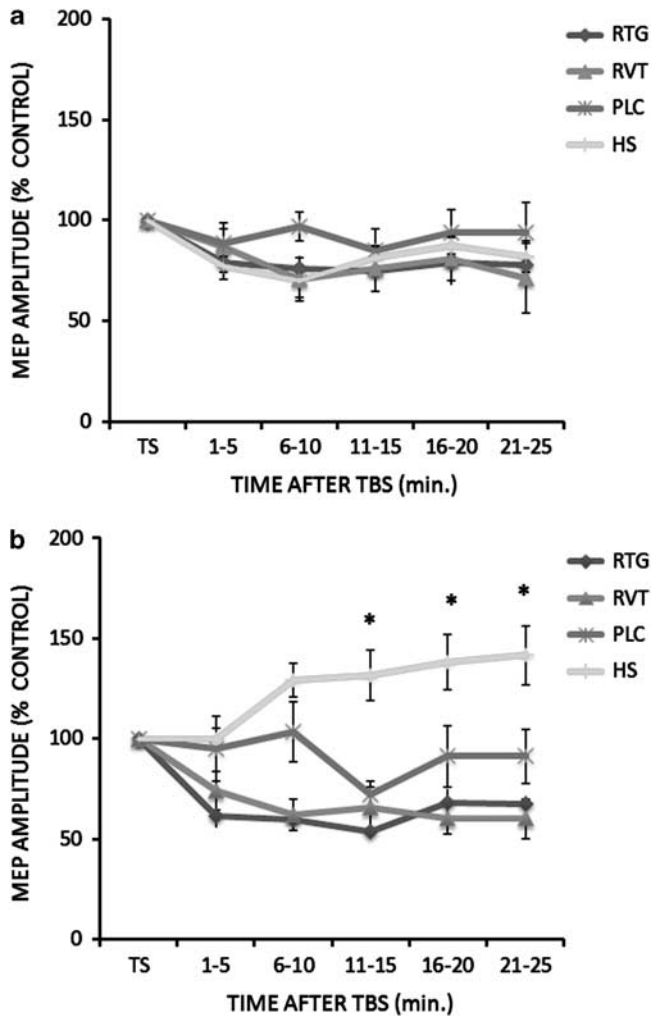 a
200
150
100
50
0
MEP AMPLITUDE (% CONTROL)
RTG
RVT
PLC
HS
TS 1-5 6-10 11-15 16-20 21-25
TIME AFTER TBS (min.)
b
200
150
100
50
0
MEP AMPLITUDE (% CONTROL)
* * *
RTG
RVT
PLC
HS
TS 1-5 6-10 11-15 16-20 21-25
TIME AFTER TBS (min.)